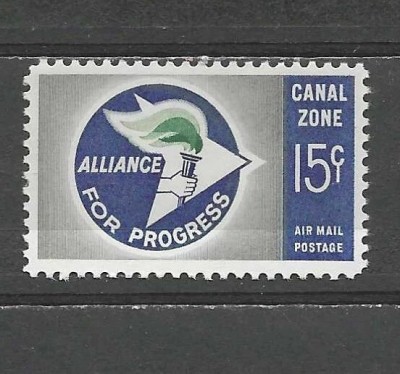 ALLIANCE
FOR PROGRESS
CANAL
ZONE
15¢
AIR MAIL
POSTAGE